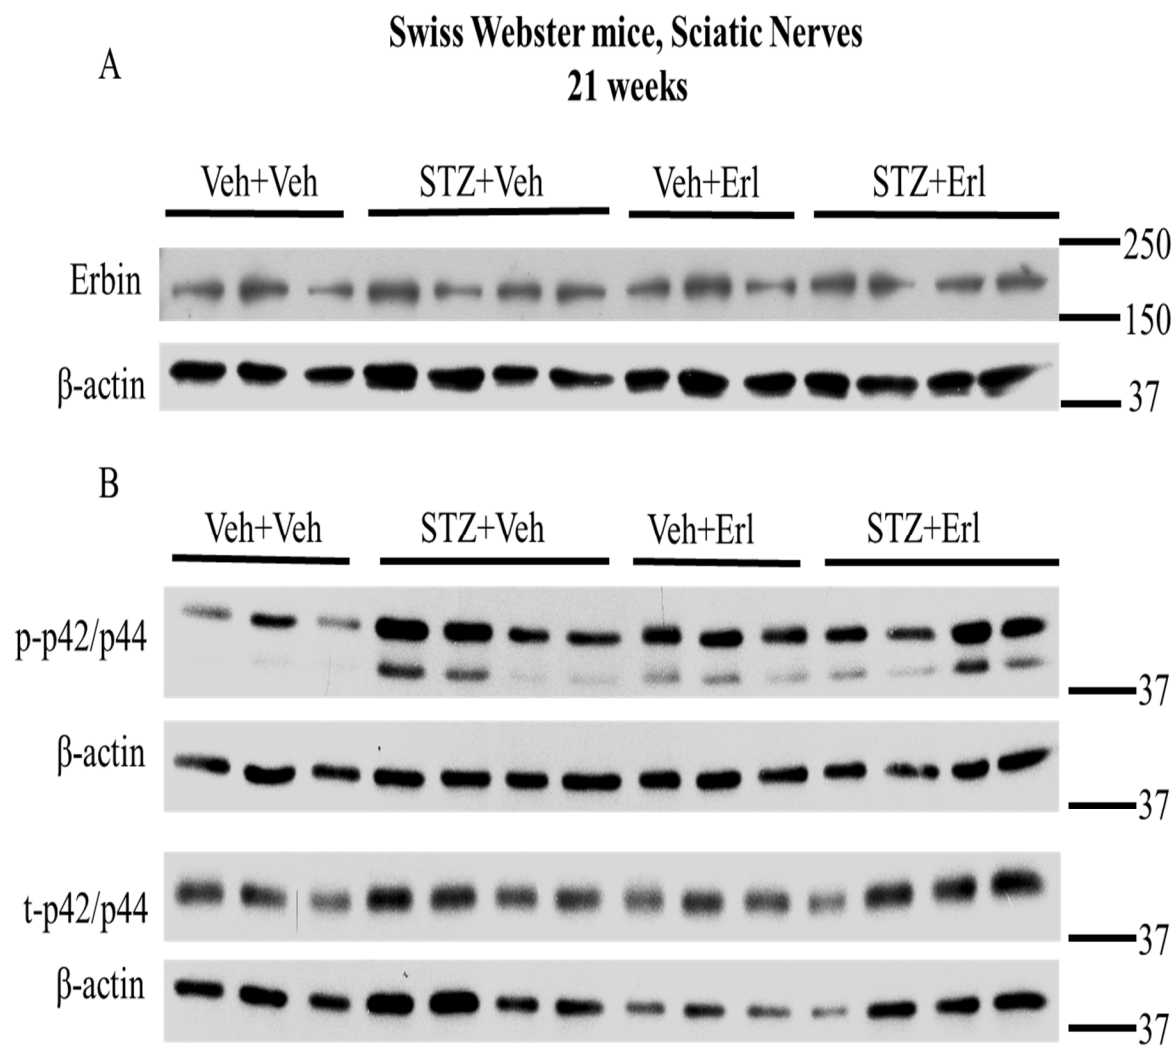 Swiss Webster mice, Sciatic Nerves
21 weeks
A
Veh+Veh STZ+Veh Veh+Erl STZ+Erl
250
Erbin
150
β-actin
37
B
Veh+Veh STZ+Veh Veh+Erl STZ+Erl
p-p42/p44
37
β-actin
37
t-p42/p44
37
β-actin
37